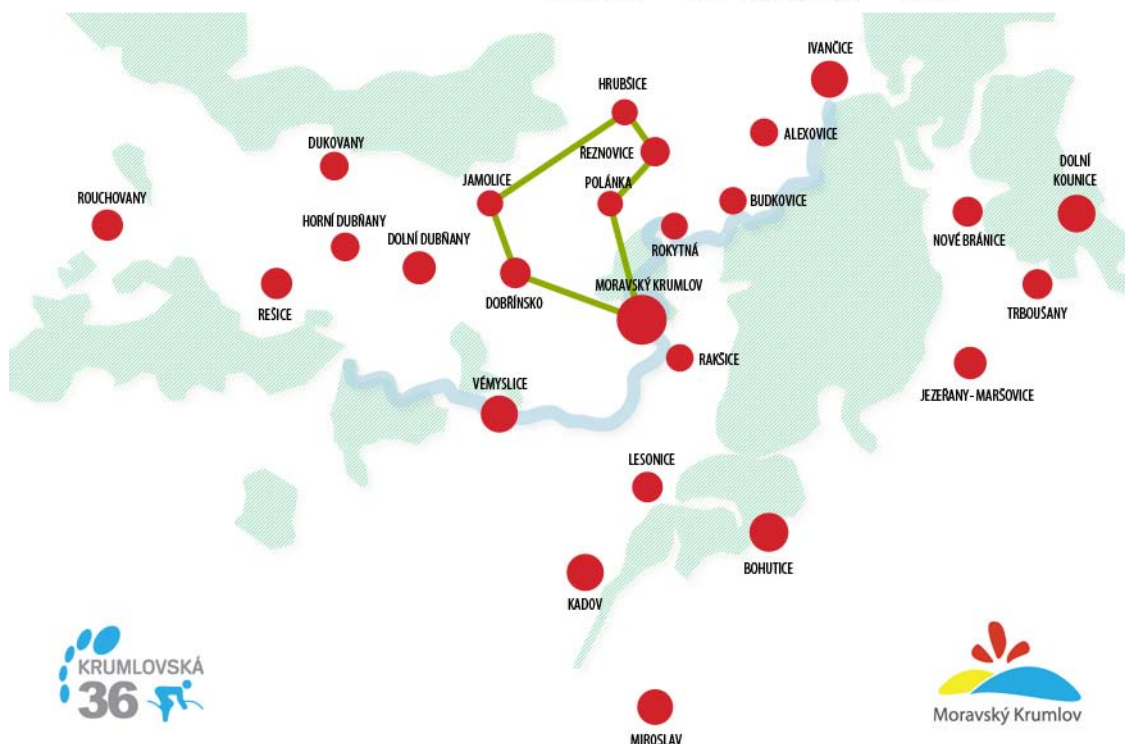 IVANČICE
HRUBŠICE
ALEXOVICE
DUKOVANY
ŘEZNOVICE
DOLNÍ
KOUNICE
JAMOLICE
POLÁNKA
ROUCHOVANY
BUDKOVICE
HORNÍ DUBŇANY
DOLNÍ DUBŇANY
ROKYTNÁ
NOVÉ BRÁNICE
MORAVSKÝ KRUMLOV
DOBŘÍNSKO
REŠICE
TRBOUŠANY
RAKŠICE
VÉMYSLICE
JEZEŘANY- MARŠOVICE
LESONICE
BOHUTICE
KADOV
KRUMLOVSKÁ
36
Moravský Krumlov
MIROSLAV